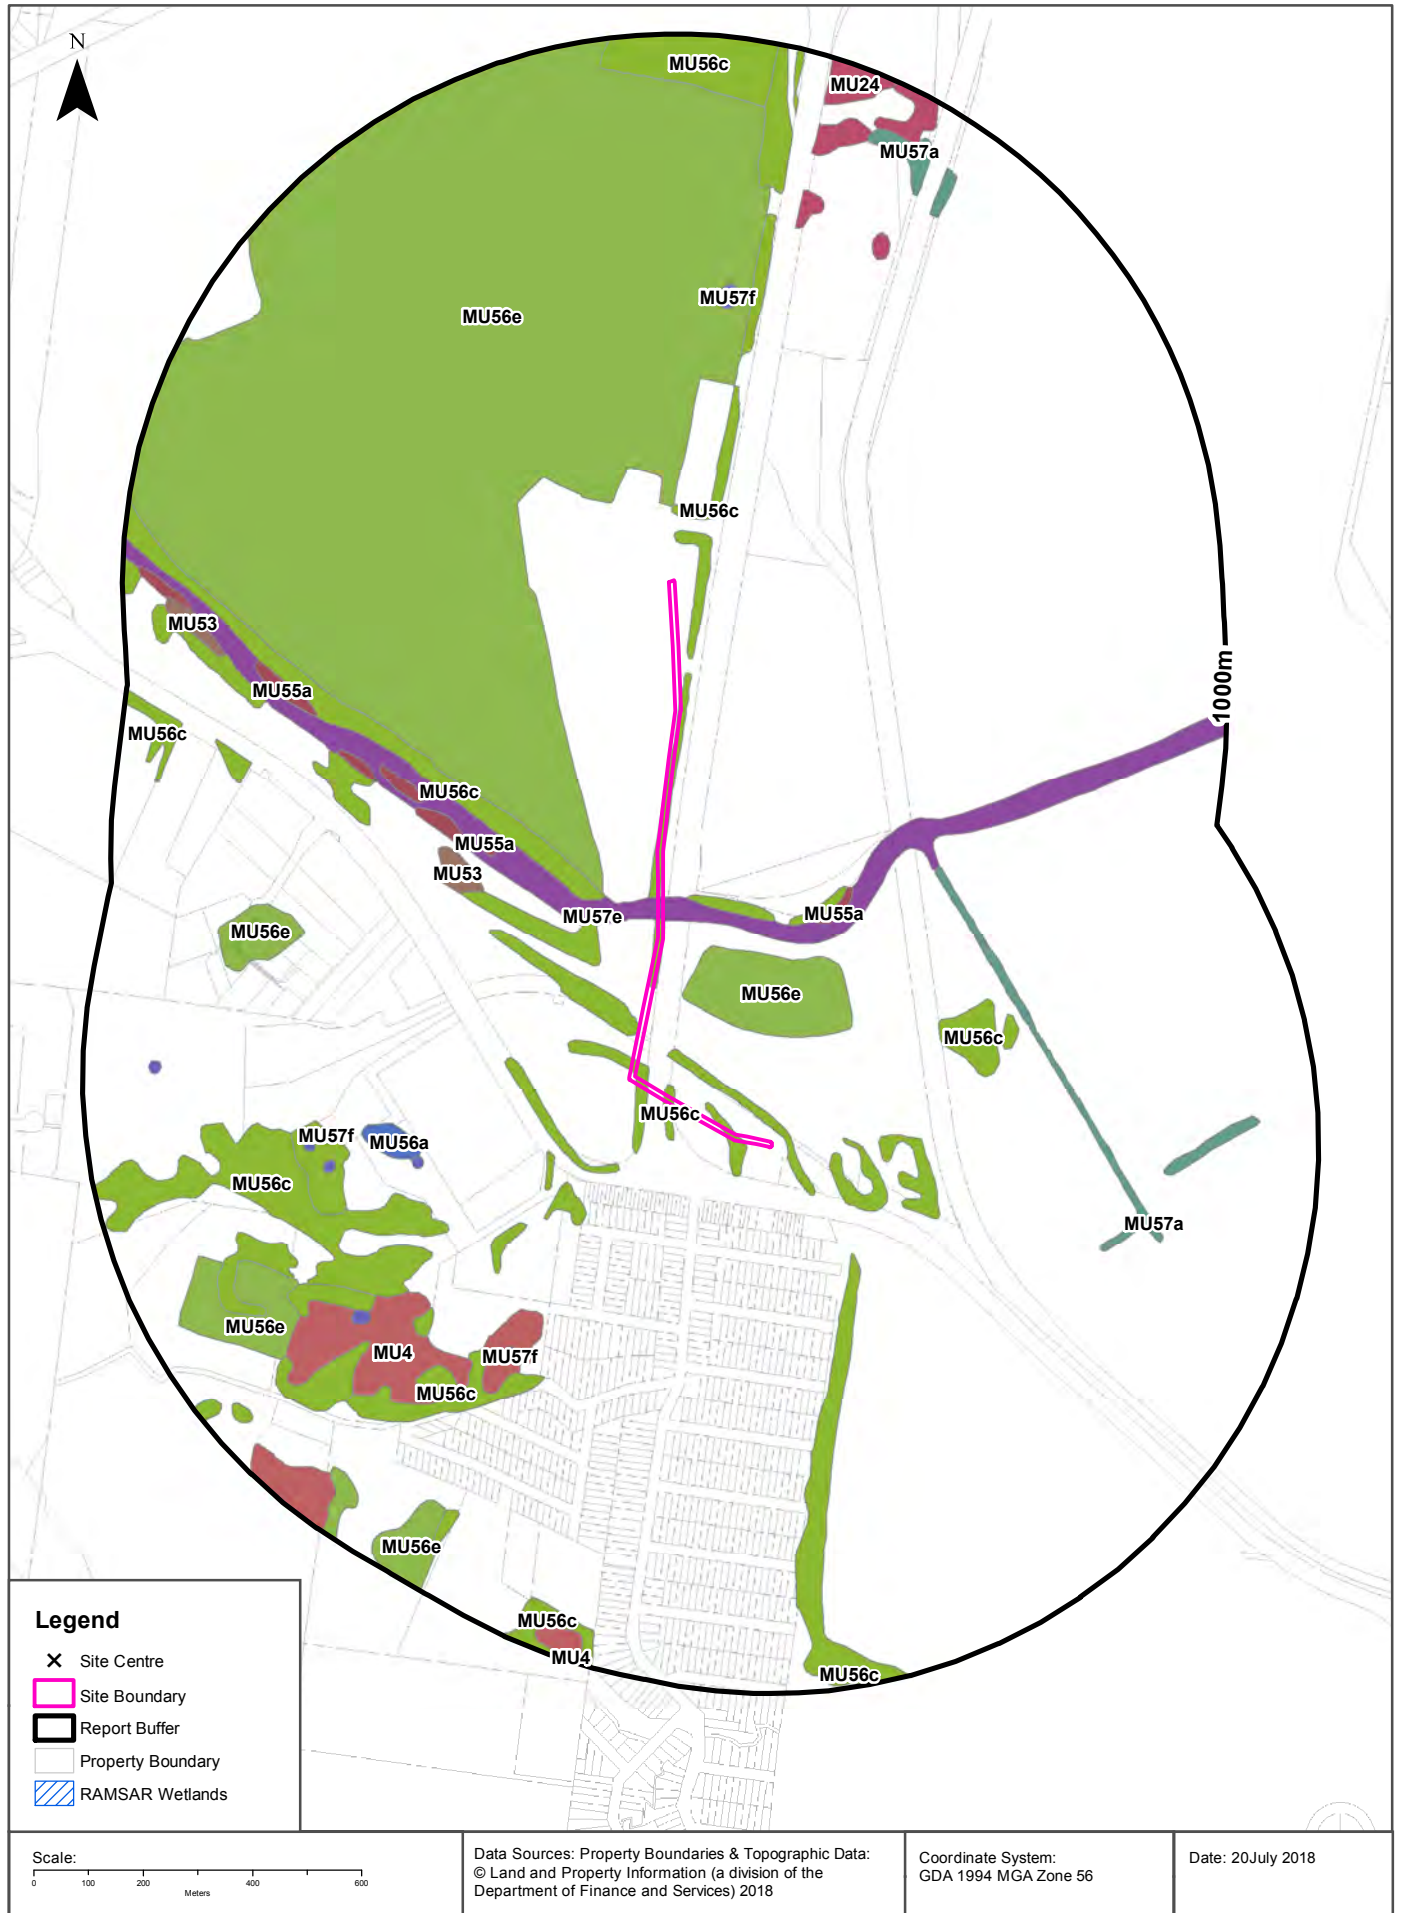 N
MU56c
MU24
MU57a
MU57f
MU56e
MU56c
MU53
1000m
MU55a
MU56c
MU56c
MU55a
MU53
MU57e
MU55a
MU56e
MU56e
MU56c
MU56c
MU57f
MU56a
MU56c
MU57a
MU56e
MU4
MU57f
MU56c
MU56e
MU56c
MU4
MU56c
Legend
Site Centre
Site Boundary
Report Buffer
Property Boundary
RAMSAR Wetlands
Scale:
0 100 200 400 600
Meters
Data Sources: Property Boundaries & Topographic Data:
© Land and Property Information (a division of the
Department of Finance and Services) 2018
Coordinate System:
GDA 1994 MGA Zone 56
Date: 20July 2018